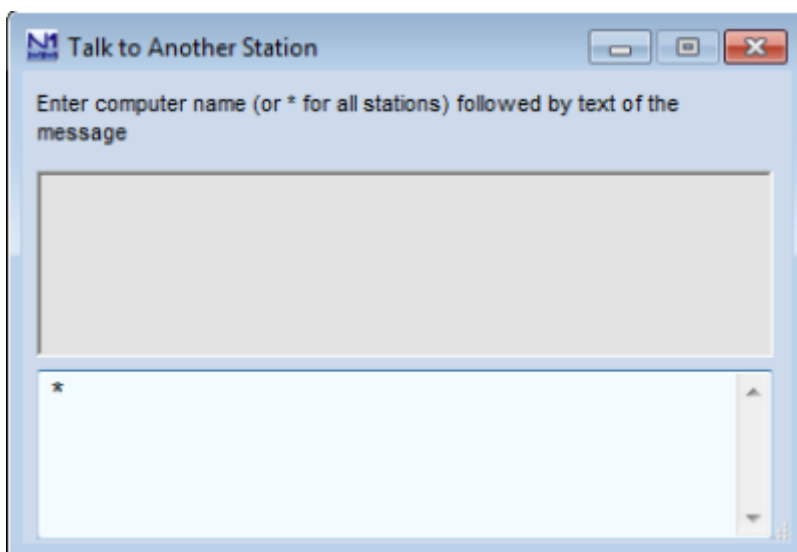 N1
Talk to Another Station
Enter computer name (or * for all stations) followed by text of the
message
*